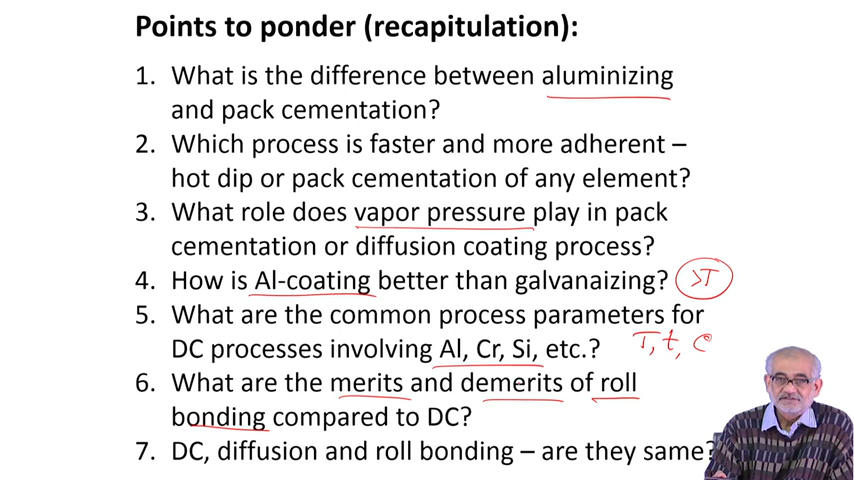 Points to ponder (recapitulation):
1. What is the difference between aluminizing
and pack cementation?
2. Which process is faster and more adherent –
hot dip or pack cementation of any element?
3. What role does vapor pressure play in pack
cementation or diffusion coating process?
4. How is Al-coating better than galvanaizing? >T
5. What are the common process parameters for
DC processes involving Al, Cr, Si, etc.? T, t, C
6. What are the merits and demerits of roll
bonding compared to DC?
7. DC, diffusion and roll bonding – are they same?